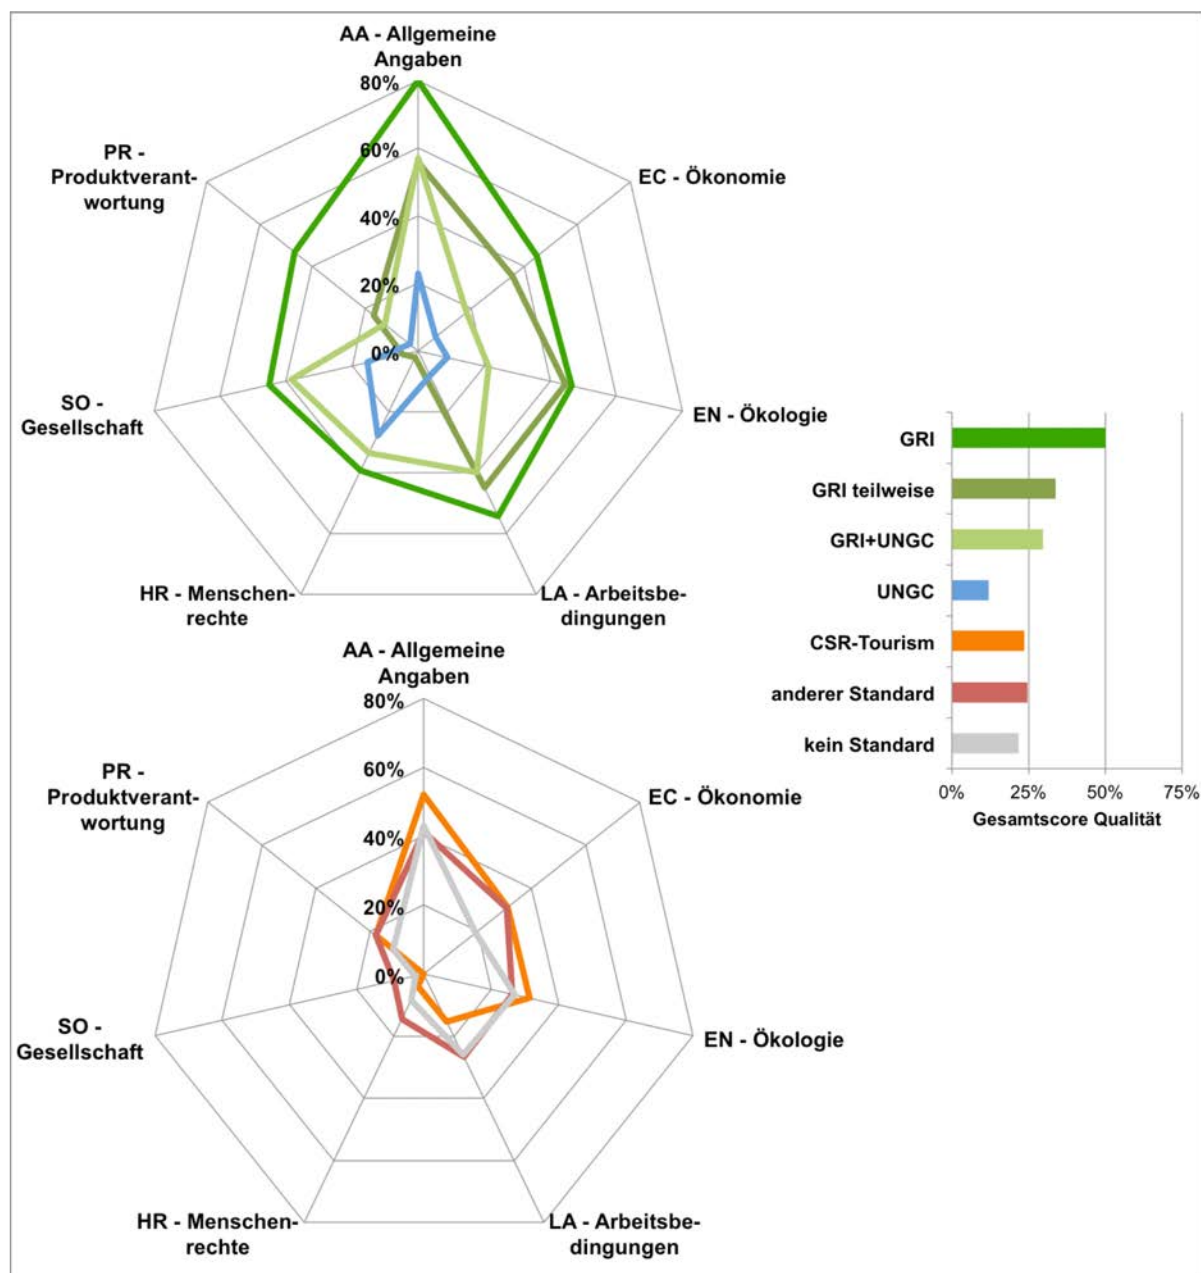 AA - Allgemeine
Angaben
80%
60%
40%
20%
0%
PR -
Produktverant-
wortung
EC - Ökonomie
SO -
Gesellschaft
EN - Ökologie
HR - Menschen-
rechte
LA - Arbeitsbe-
dingungen
AA - Allgemeine
Angaben
80%
60%
40%
20%
0%
PR -
Produktverant-
wortung
EC - Ökonomie
SO -
Gesellschaft
EN - Ökologie
HR - Menschen-
rechte
LA - Arbeitsbe-
dingungen
GRI
GRI teilweise
GRI+UNGC
UNGC
CSR-Tourism
anderer Standard
kein Standard
0% 25% 50% 75%
Gesamtscore Qualität